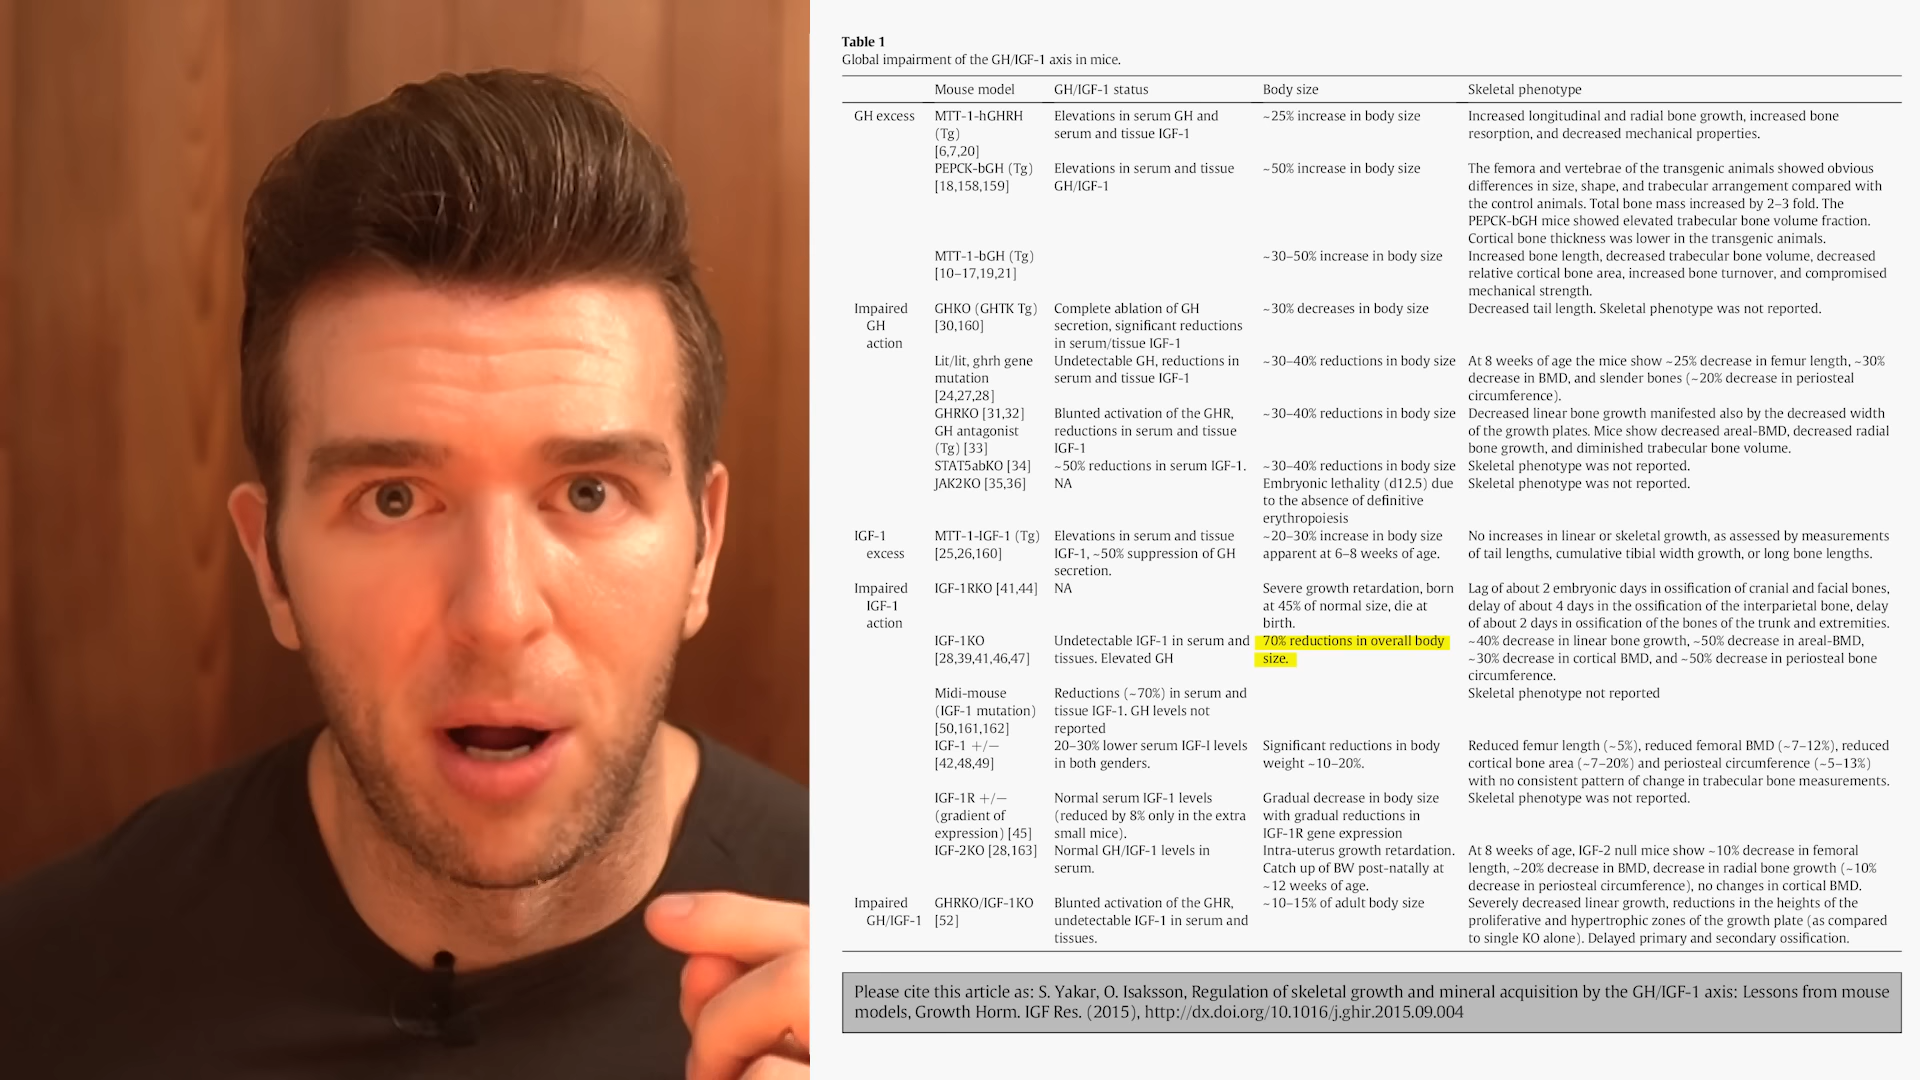 Table 1
Global impairment of the GH/IGF-1 axis in mice.
Mouse model GH/IGF-1 status Body size Skeletal phenotype
GH excess MTT-1-hGHRH Elevations in serum GH and ~25% increase in body size Increased longitudinal and radial bone growth, increased bone
(Tg) serum and tissue IGF-1 resorption, and decreased mechanical properties.
[6,7,20]
PEPCK-bGH (Tg) Elevations in serum and tissue ~50% increase in body size The femora and vertebrae of the transgenic animals showed obvious
[18,158,159] GH/IGF-1 differences in size, shape, and trabecular arrangement compared with
the control animals. Total bone mass increased by 2–3 fold. The
PEPCK-bGH mice showed elevated trabecular bone volume fraction.
Cortical bone thickness was lower in the transgenic animals.
MTT-1-bGH (Tg) ~30–50% increase in body size Increased bone length, decreased trabecular bone volume, decreased
[10–17,19,21] relative cortical bone area, increased bone turnover, and compromised
mechanical strength.
Impaired GHKO (GHTK Tg) Complete ablation of GH ~30% decreases in body size Decreased tail length. Skeletal phenotype was not reported.
GH [30,160] secretion, significant reductions
action in serum/tissue IGF-1
Lit/lit, ghrh gene Undetectable GH, reductions in ~30–40% reductions in body size At 8 weeks of age the mice show ~25% decrease in femur length, ~30%
mutation serum and tissue IGF-1 decrease in BMD, and slender bones (~20% decrease in periosteal
[24,27,28] circumference).
GHRKO [31,32] Blunted activation of the GHR, ~30–40% reductions in body size Decreased linear bone growth manifested also by the decreased width
GH antagonist reductions in serum and tissue of the growth plates. Mice show decreased areal-BMD, decreased radial
(Tg) [33] IGF-1 bone growth, and diminished trabecular bone volume.
STAT5abKO [34] ~50% reductions in serum IGF-1. ~30–40% reductions in body size Skeletal phenotype was not reported.
JAK2KO [35,36] NA Embryonic lethality (d12.5) due Skeletal phenotype was not reported.
to the absence of definitive
erythropoiesis
IGF-1 MTT-1-IGF-1 (Tg) Elevations in serum and tissue ~20–30% increase in body size No increases in linear or skeletal growth, as assessed by measurements
excess [25,26,160] IGF-1, ~50% suppression of GH apparent at 6–8 weeks of age. of tail lengths, cumulative tibial width growth, or long bone lengths.
secretion.
Impaired IGF-1RKO [41,44] NA Severe growth retardation, born Lag of about 2 embryonic days in ossification of cranial and facial bones,
IGF-1 at 45% of normal size, die at delay of about 4 days in the ossification of the interparietal bone, delay
action birth. of about 2 days in ossification of the bones of the trunk and extremities.
IGF-1KO Undetectable IGF-1 in serum and 70% reductions in overall body ~40% decrease in linear bone growth, ~50% decrease in areal-BMD,
[28,39,41,46,47] tissues. Elevated GH size. ~30% decrease in cortical BMD, and ~50% decrease in periosteal bone
circumference.
Midi-mouse Reductions (~70%) in serum and Skeletal phenotype not reported
(IGF-1 mutation) tissue IGF-1. GH levels not
[50,161,162] reported
IGF-1 +/− 20–30% lower serum IGF-I levels Significant reductions in body Reduced femur length (~5%), reduced femoral BMD (~7–12%), reduced
[42,48,49] in both genders. weight ~10–20%. cortical bone area (~7–20%) and periosteal circumference (~5–13%)
with no consistent pattern of change in trabecular bone measurements.
IGF-1R +/− Normal serum IGF-1 levels Gradual decrease in body size Skeletal phenotype was not reported.
(gradient of (reduced by 8% only in the extra with gradual reductions in
expression) [45] small mice). IGF-1R gene expression
IGF-2KO [28,163] Normal GH/IGF-1 levels in Intra-uterus growth retardation. At 8 weeks of age, IGF-2 null mice show ~10% decrease in femoral
serum. Catch up of BW post-natally at length, ~20% decrease in BMD, decrease in radial bone growth (~10%
~12 weeks of age. decrease in periosteal circumference), no changes in cortical BMD.
Impaired GHRKO/IGF-1KO Blunted activation of the GHR, ~10–15% of adult body size Severely decreased linear growth, reductions in the heights of the
GH/IGF-1 [52] undetectable IGF-1 in serum and proliferative and hypertrophic zones of the growth plate (as compared
tissues. to single KO alone). Delayed primary and secondary ossification.
Please cite this article as: S. Yakar, O. Isaksson, Regulation of skeletal growth and mineral acquisition by the GH/IGF-1 axis: Lessons from mouse
models, Growth Horm. IGF Res. (2015), http://dx.doi.org/10.1016/j.ghir.2015.09.004